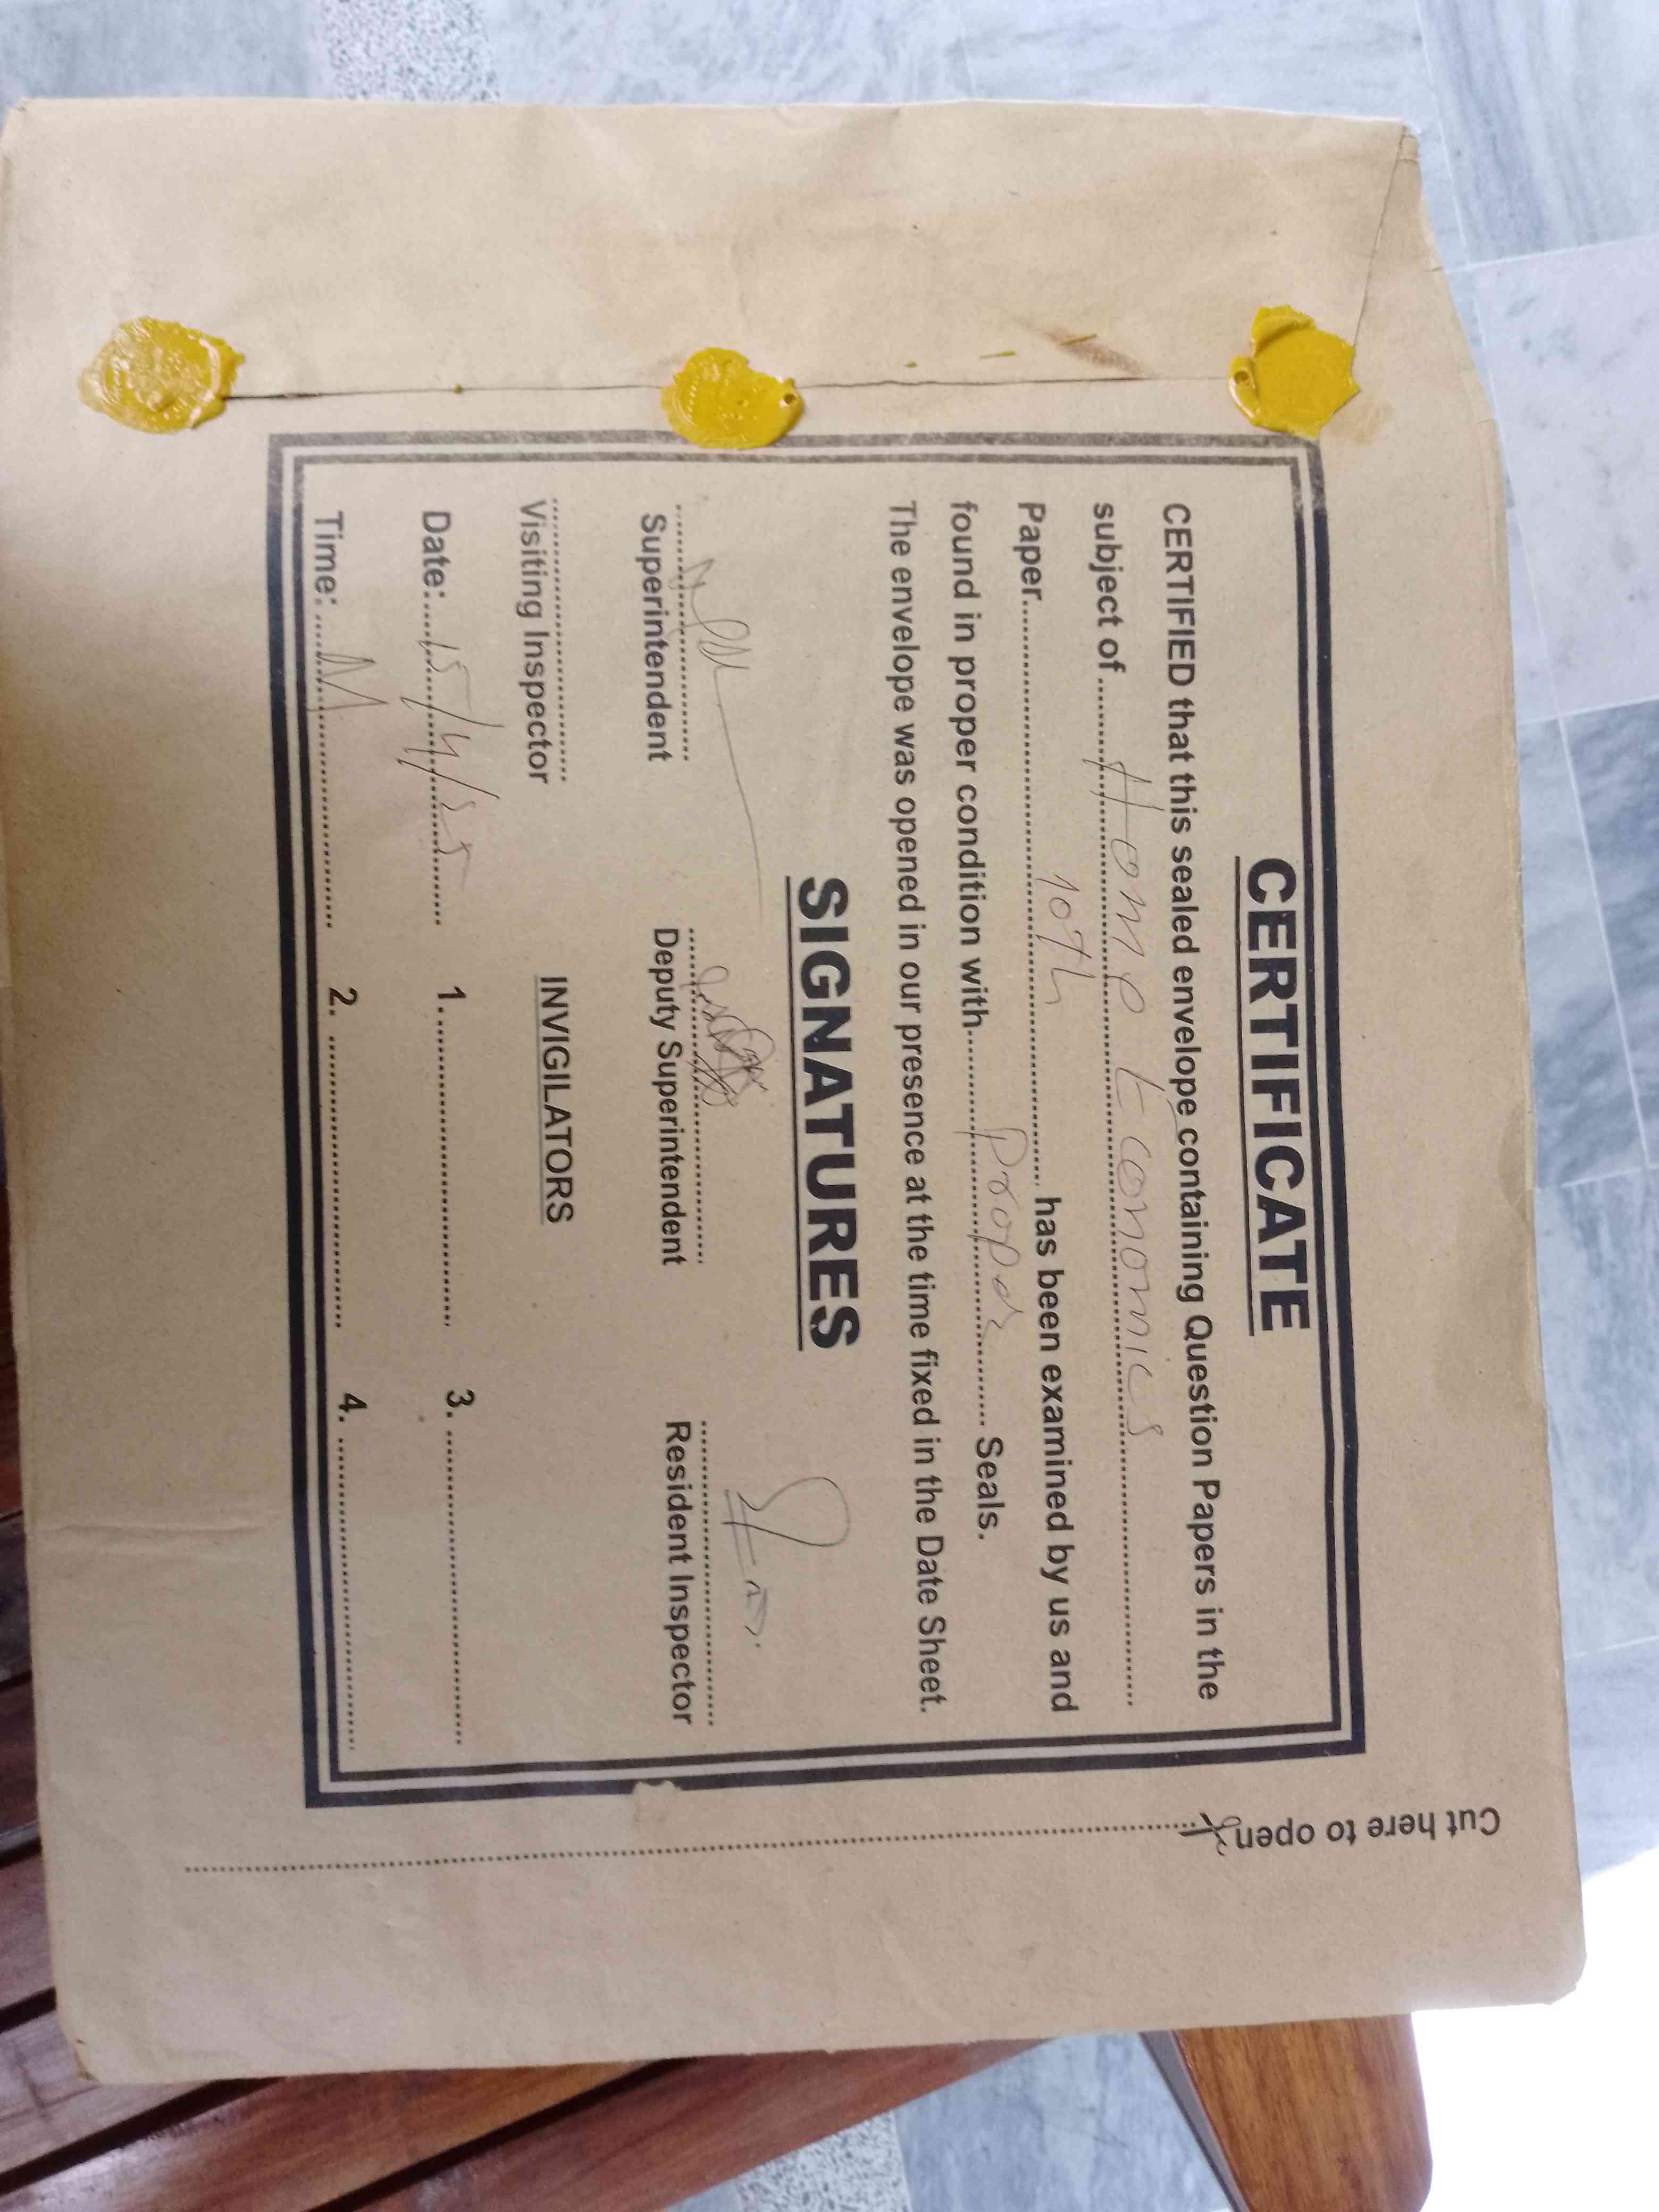 CERTIFICATE
CERTIFIED that this sealed envelope containing Question Papers in the
subject of ........ Home Economics ........
Paper........ 10th ........ has been examined by us and
found in proper condition with........ Proper ........ Seals.
The envelope was opened in our presence at the time fixed in the Date Sheet.
SIGNATURES
Superintendent Deputy Superintendent Resident Inspector
Visiting Inspector INVIGILATORS
Date:.... 15/4/25 ........ 1. ........ 3. ........
Time: .... M ........ 2. ........ 4. ........
Cut here to open